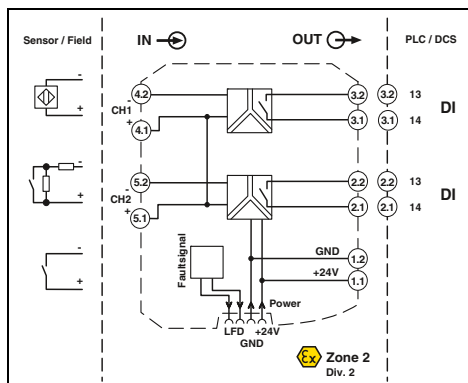 Sensor / Field
IN
OUT
PLC / DCS
-
+
4.2
-
CH1
+
4.1
3.2
3.2
13
3.1
3.1
14
DI
-
+
5.2
-
CH2
+
5.1
2.2
2.2
13
2.1
2.1
14
DI
-
+
Faultsignal
GND
1.2
+24V
1.1
Power
LFD
+24V
GND
Ex
Zone 2
Div. 2